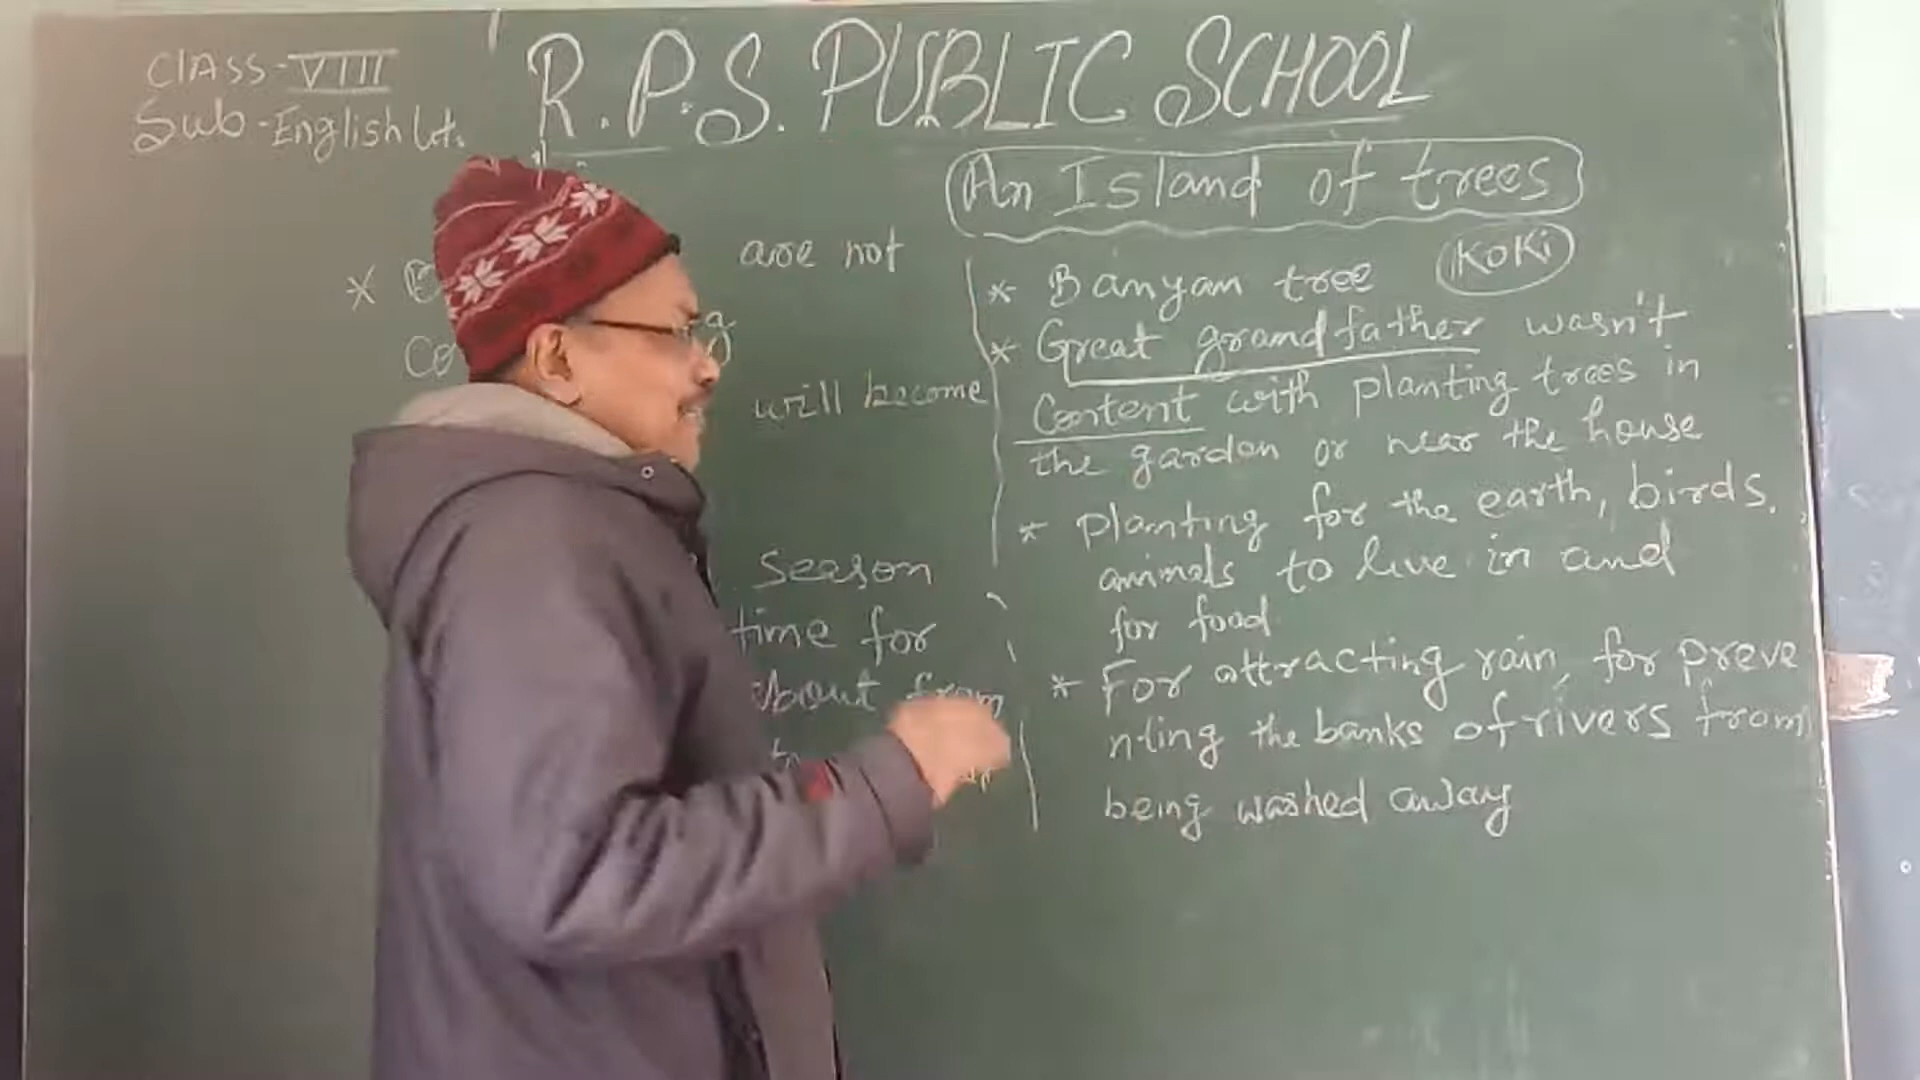 CLASS-VIII
Sub-English Lit.
R.P.S. PUBLIC SCHOOL
An Island of trees
are not
will become
season
time for
about from
* Banyan tree KOKi
* Great grandfather wasn't
Content with planting trees in
the garden or near the house
* Planting for the earth, birds,
animals to live in and
for food
* For attracting rain, for preve
nting the banks of rivers from
being washed away